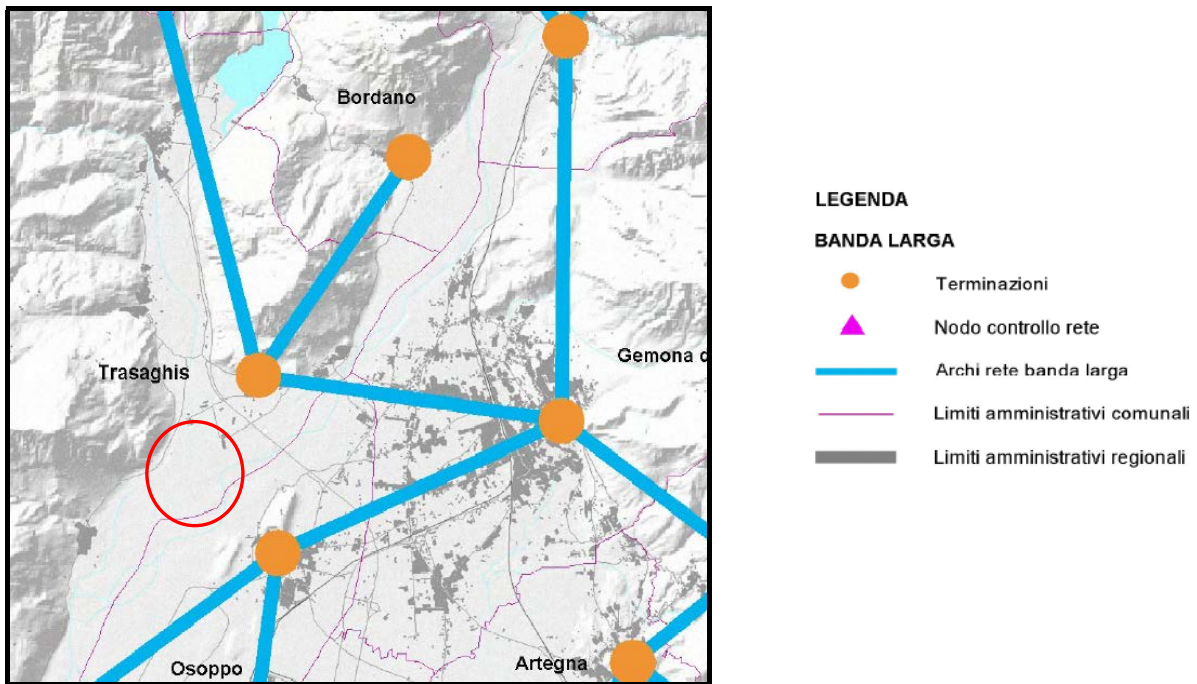 Bordano
Gemona d
Trasaghis
Osoppo
Artegna
LEGENDA
BANDA LARGA
Terminazioni
Nodo controllo rete
Archi rete banda larga
Limiti amministrativi comunali
Limiti amministrativi regionali